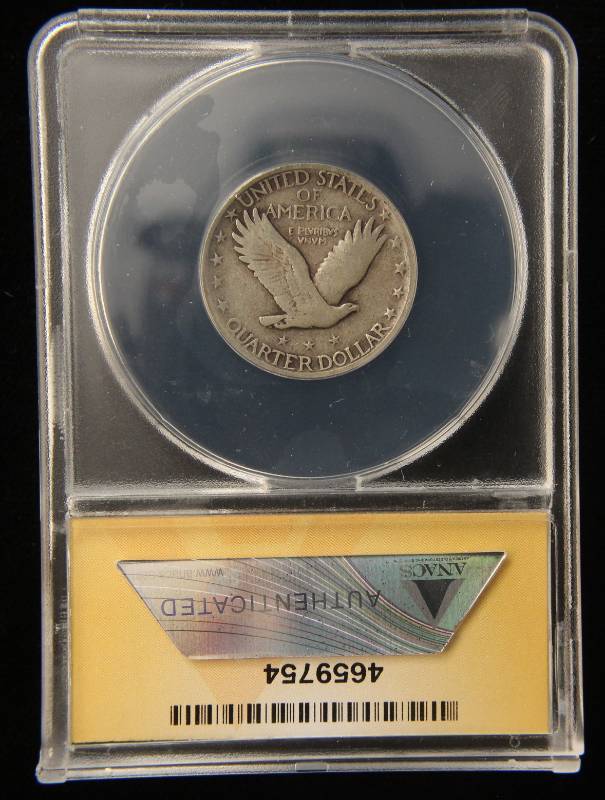 UNITED STATES
OF
AMERICA
E PLURIBUS
UNUM
QUARTER DOLLAR
ANACS
AUTHENTICATED
4659754